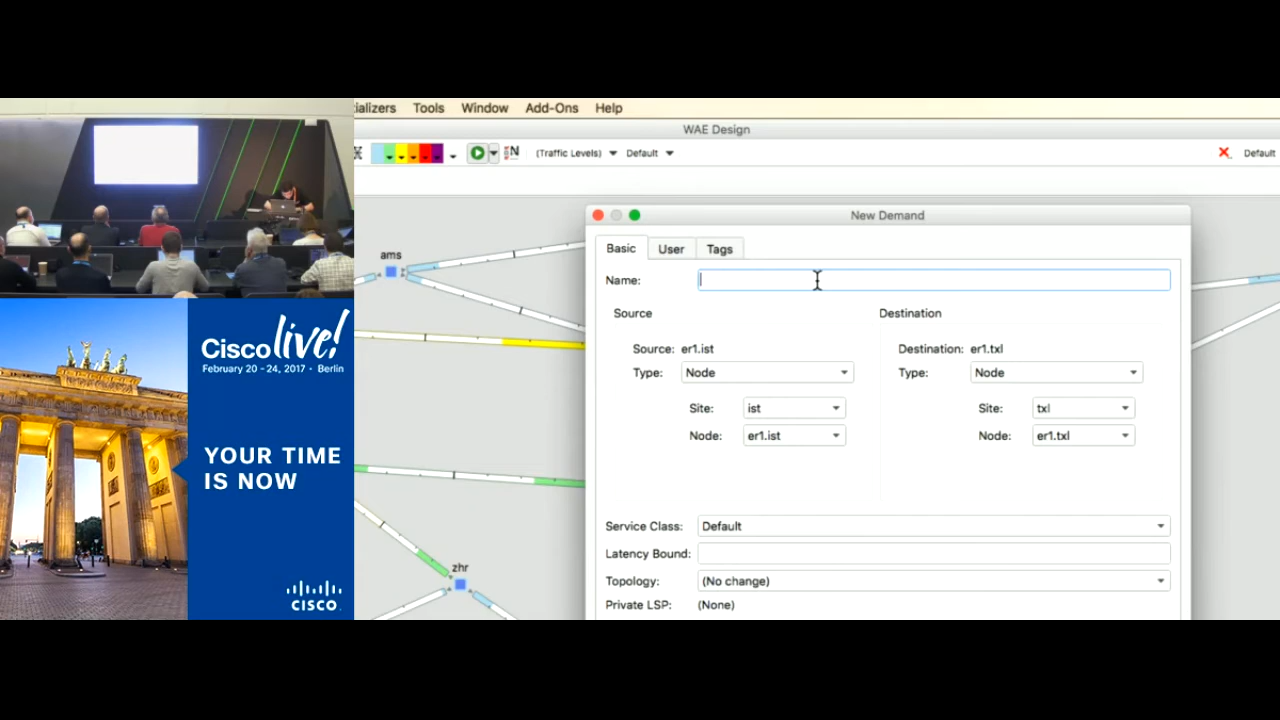 ializers Tools Window Add-Ons Help
WAE Design
(Traffic Levels) Default Default
New Demand
Basic User Tags
Name:
Source Destination
Source: er1.ist Destination: er1.txl
Type: Node Type: Node
Site: ist Site: txl
Node: er1.ist Node: er1.txl
Service Class: Default
Latency Bound:
Topology: (No change)
Private LSP: (None)
ams
zhr
Cisco live!
February 20 - 24, 2017 • Berlin
YOUR TIME
IS NOW
CISCO